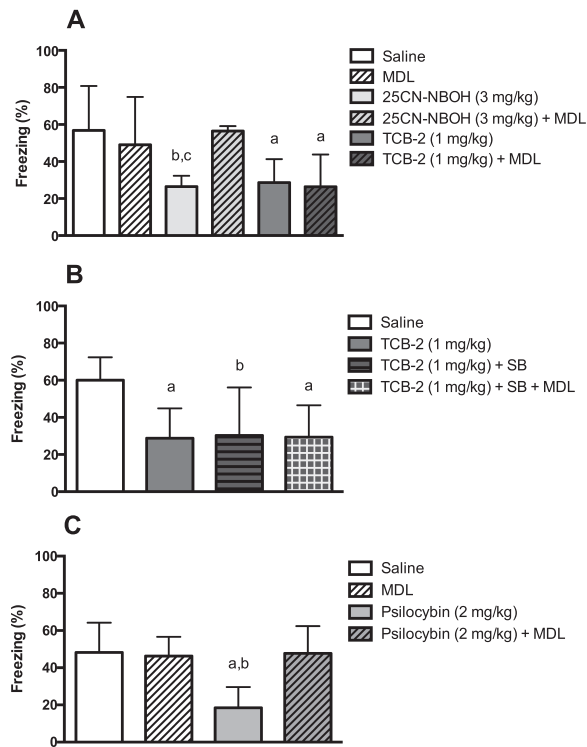 A
100
80
60
40
20
0
Freezing (%)
b,c
a
a
Saline
MDL
25CN-NBOH (3 mg/kg)
25CN-NBOH (3 mg/kg) + MDL
TCB-2 (1 mg/kg)
TCB-2 (1 mg/kg) + MDL
B
100
80
60
40
20
0
Freezing (%)
a
b
a
Saline
TCB-2 (1 mg/kg)
TCB-2 (1 mg/kg) + SB
TCB-2 (1 mg/kg) + SB + MDL
C
100
80
60
40
20
0
Freezing (%)
a,b
Saline
MDL
Psilocybin (2 mg/kg)
Psilocybin (2 mg/kg) + MDL